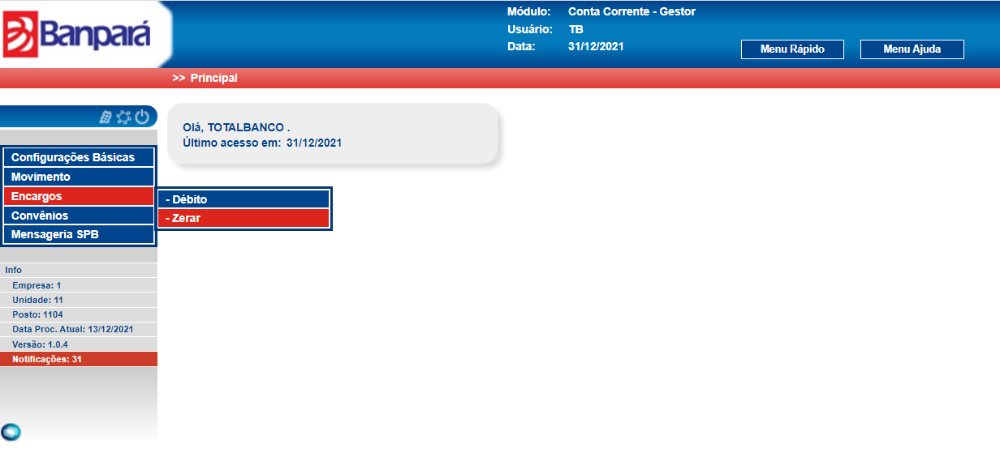 Banpará
Módulo: Conta Corrente - Gestor
Usuário: TB
Data: 31/12/2021
Menu Rápido
Menu Ajuda
>> Principal
Olá, TOTALBANCO .
Último acesso em: 31/12/2021
Configurações Básicas
Movimento
Encargos
Convênios
Mensageria SPB
- Débito
- Zerar
Info
Empresa: 1
Unidade: 11
Posto: 1104
Data Proc. Atual: 13/12/2021
Versão: 1.0.4
Notificações: 31